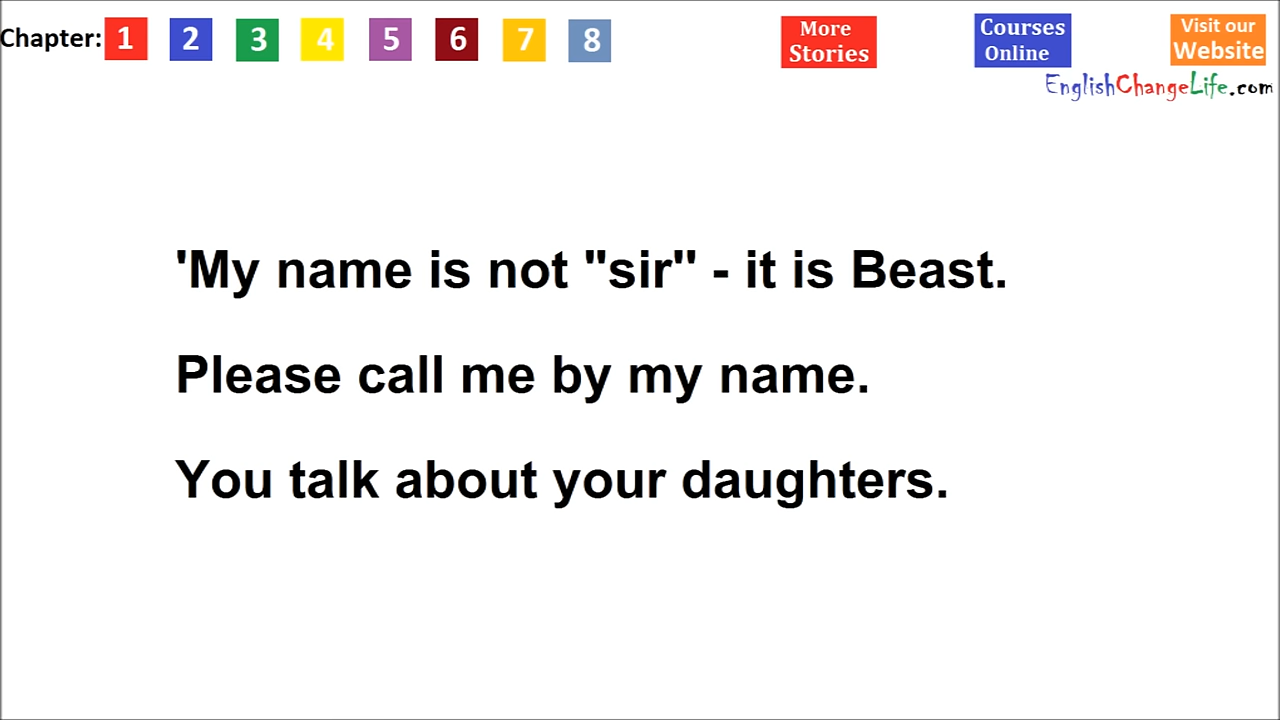 Chapter: 1 2 3 4 5 6 7 8
More Stories
Courses Online
Visit our Website
EnglishChangeLife.com
'My name is not "sir" - it is Beast.
Please call me by my name.
You talk about your daughters.